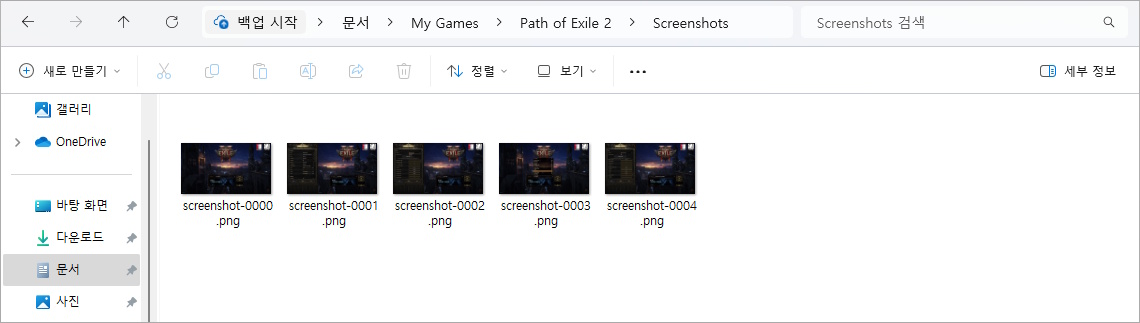 백업 시작 > 문서 > My Games > Path of Exile 2 > Screenshots
Screenshots 검색
새로 만들기
정렬
보기
세부 정보
갤러리
OneDrive
바탕 화면
다운로드
문서
사진
screenshot-0000
.png
screenshot-0001
.png
screenshot-0002
.png
screenshot-0003
.png
screenshot-0004
.png